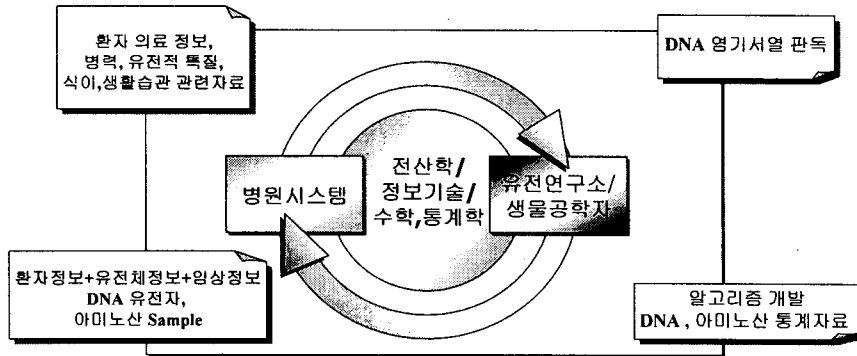 환자 의료 정보,
병력, 유전적 특질,
식이,생활습관 관련자료
DNA 염기서열 판독
병원시스템
전산학/
정보기술/
수학,통계학
유전연구소/
생물공학자
환자정보+유전체정보+임상정보
DNA 유전자,
아미노산 Sample
알고리즘 개발
DNA , 아미노산 통계자료